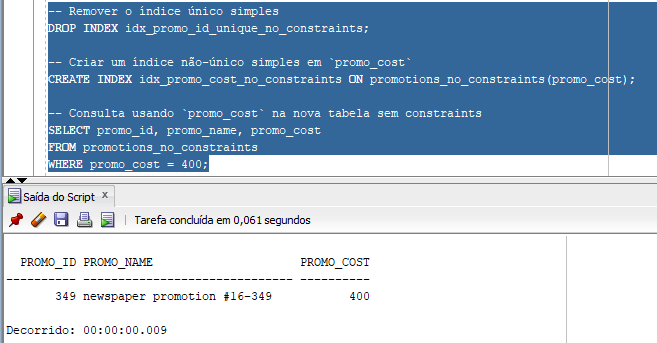 -- Remover o índice único simples
DROP INDEX idx_promo_id_unique_no_constraints;
-- Criar um índice não-único simples em `promo_cost`
CREATE INDEX idx_promo_cost_no_constraints ON promotions_no_constraints(promo_cost);
-- Consulta usando `promo_cost` na nova tabela sem constraints
SELECT promo_id, promo_name, promo_cost
FROM promotions_no_constraints
WHERE promo_cost = 400;
Saída do Script x
Tarefa concluída em 0,061 segundos
PROMO_ID PROMO_NAME                     PROMO_COST
---------- ------------------------------ ----------
349 newspaper promotion #16-349           400
Decorrido: 00:00:00.009